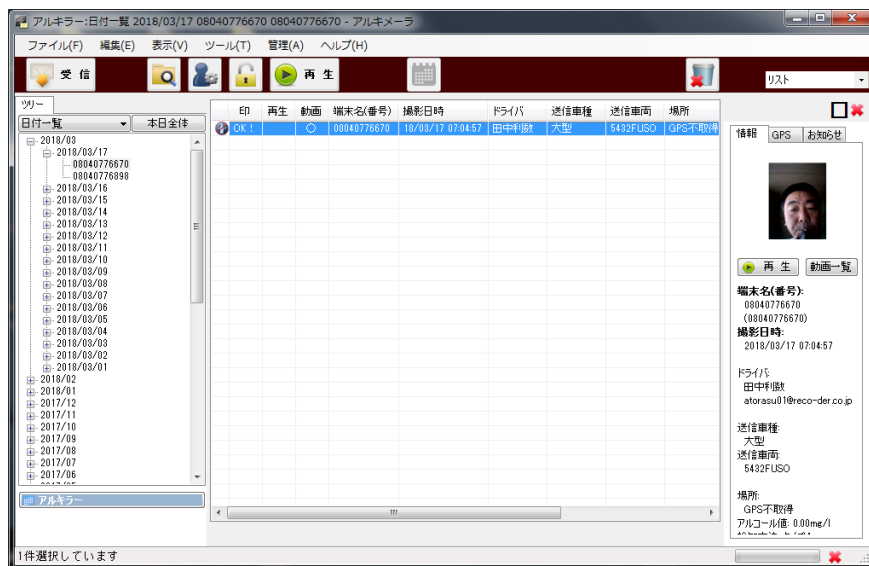 アルキラー:日付一覧 2018/03/17 08040776670 08040776670 - アルキメーラ
ファイル(F) 編集(E) 表示(V) ツール(T) 管理(A) ヘルプ(H)
受信 再生 リスト
ツリー
日付一覧 本日全体
2018/03
2018/03/17
08040776670
08040776898
2018/03/16
2018/03/15
2018/03/14
2018/03/13
2018/03/12
2018/03/11
2018/03/10
2018/03/09
2018/03/08
2018/03/07
2018/03/06
2018/03/05
2018/03/04
2018/03/03
2018/03/02
2018/03/01
2018/02
2018/01
2017/12
2017/11
2017/10
2017/09
2017/08
2017/07
2017/06
アルキラー
印 再生 動画 端末名(番号) 撮影日時 ドライバ 送信車種 送信車両 場所
OK! ○ 08040776670 18/03/17 07:04:57 田中利数 大型 5432FUSO GPS不取得
情報 GPS お知らせ
再生 動画一覧
端末名(番号):
08040776670
(08040776670)
撮影日時:
2018/03/17 07:04:57
ドライバ:
田中利数
atorasu01@reco-der.co.jp
送信車種:
大型
送信車両:
5432FUSO
場所:
GPS不取得
アルコール値: 0.00mg/l
1件選択しています